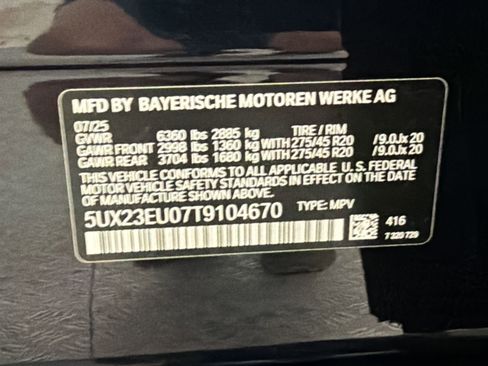 MFD BY BAYERISCHE MOTOREN WERKE AG
07/25
GVWR 6360 lbs 2885 kg TIRE / RIM
GAWR FRONT 2998 lbs 1360 kg WITH 275/45 R20 /9.0Jx20
GAWR REAR 3704 lbs 1680 kg WITH 275/45 R20 /9.0Jx20
THIS VEHICLE CONFORMS TO ALL APPLICABLE U.S. FEDERAL
MOTOR VEHICLE SAFETY STANDARDS IN EFFECT ON THE DATE
OF MANUFACTURE SHOWN ABOVE.
5UX23EU07T9104670 TYPE: MPV
416
7 320 729